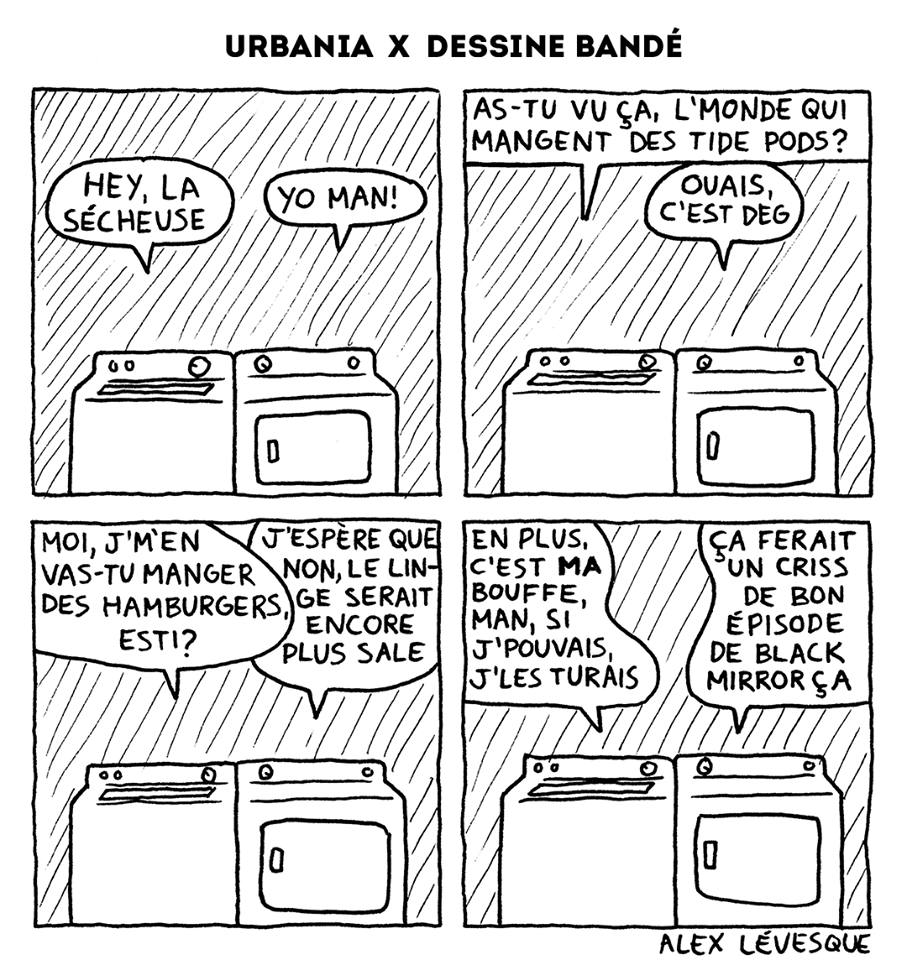 URBANIA X DESSINE BANDÉ
HEY, LA
SÉCHEUSE
YO MAN!
AS-TU VU ÇA, L'MONDE QUI
MANGENT DES TIDE PODS?
OUAIS,
C'EST DEG
MOI, J'M'EN
VAS-TU MANGER
DES HAMBURGERS,
ESTI?
J'ESPÈRE QUE
NON, LE LIN-
GE SERAIT
ENCORE
PLUS SALE
EN PLUS,
C'EST MA
BOUFFE,
MAN, SI
J'POUVAIS,
J'LES TURAIS
ÇA FERAIT
UN CRISS
DE BON
ÉPISODE
DE BLACK
MIRROR ÇA
ALEX LÉVESQUE